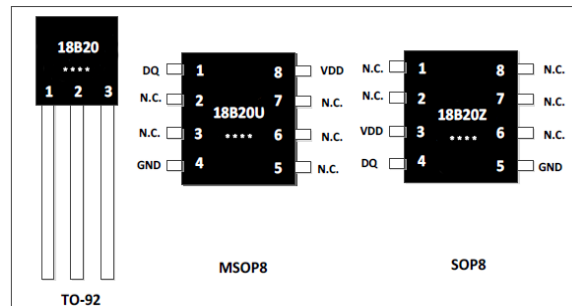 18B20
****
1 2 3
TO-92
DQ 1 8 VDD
N.C. 2 7 N.C.
18B20U
N.C. 3 **** 6 N.C.
GND 4 5 N.C.
MSOP8
N.C. 1 8 N.C.
N.C. 2 7 N.C.
18B20Z
VDD 3 **** 6 N.C.
DQ 4 5 GND
SOP8